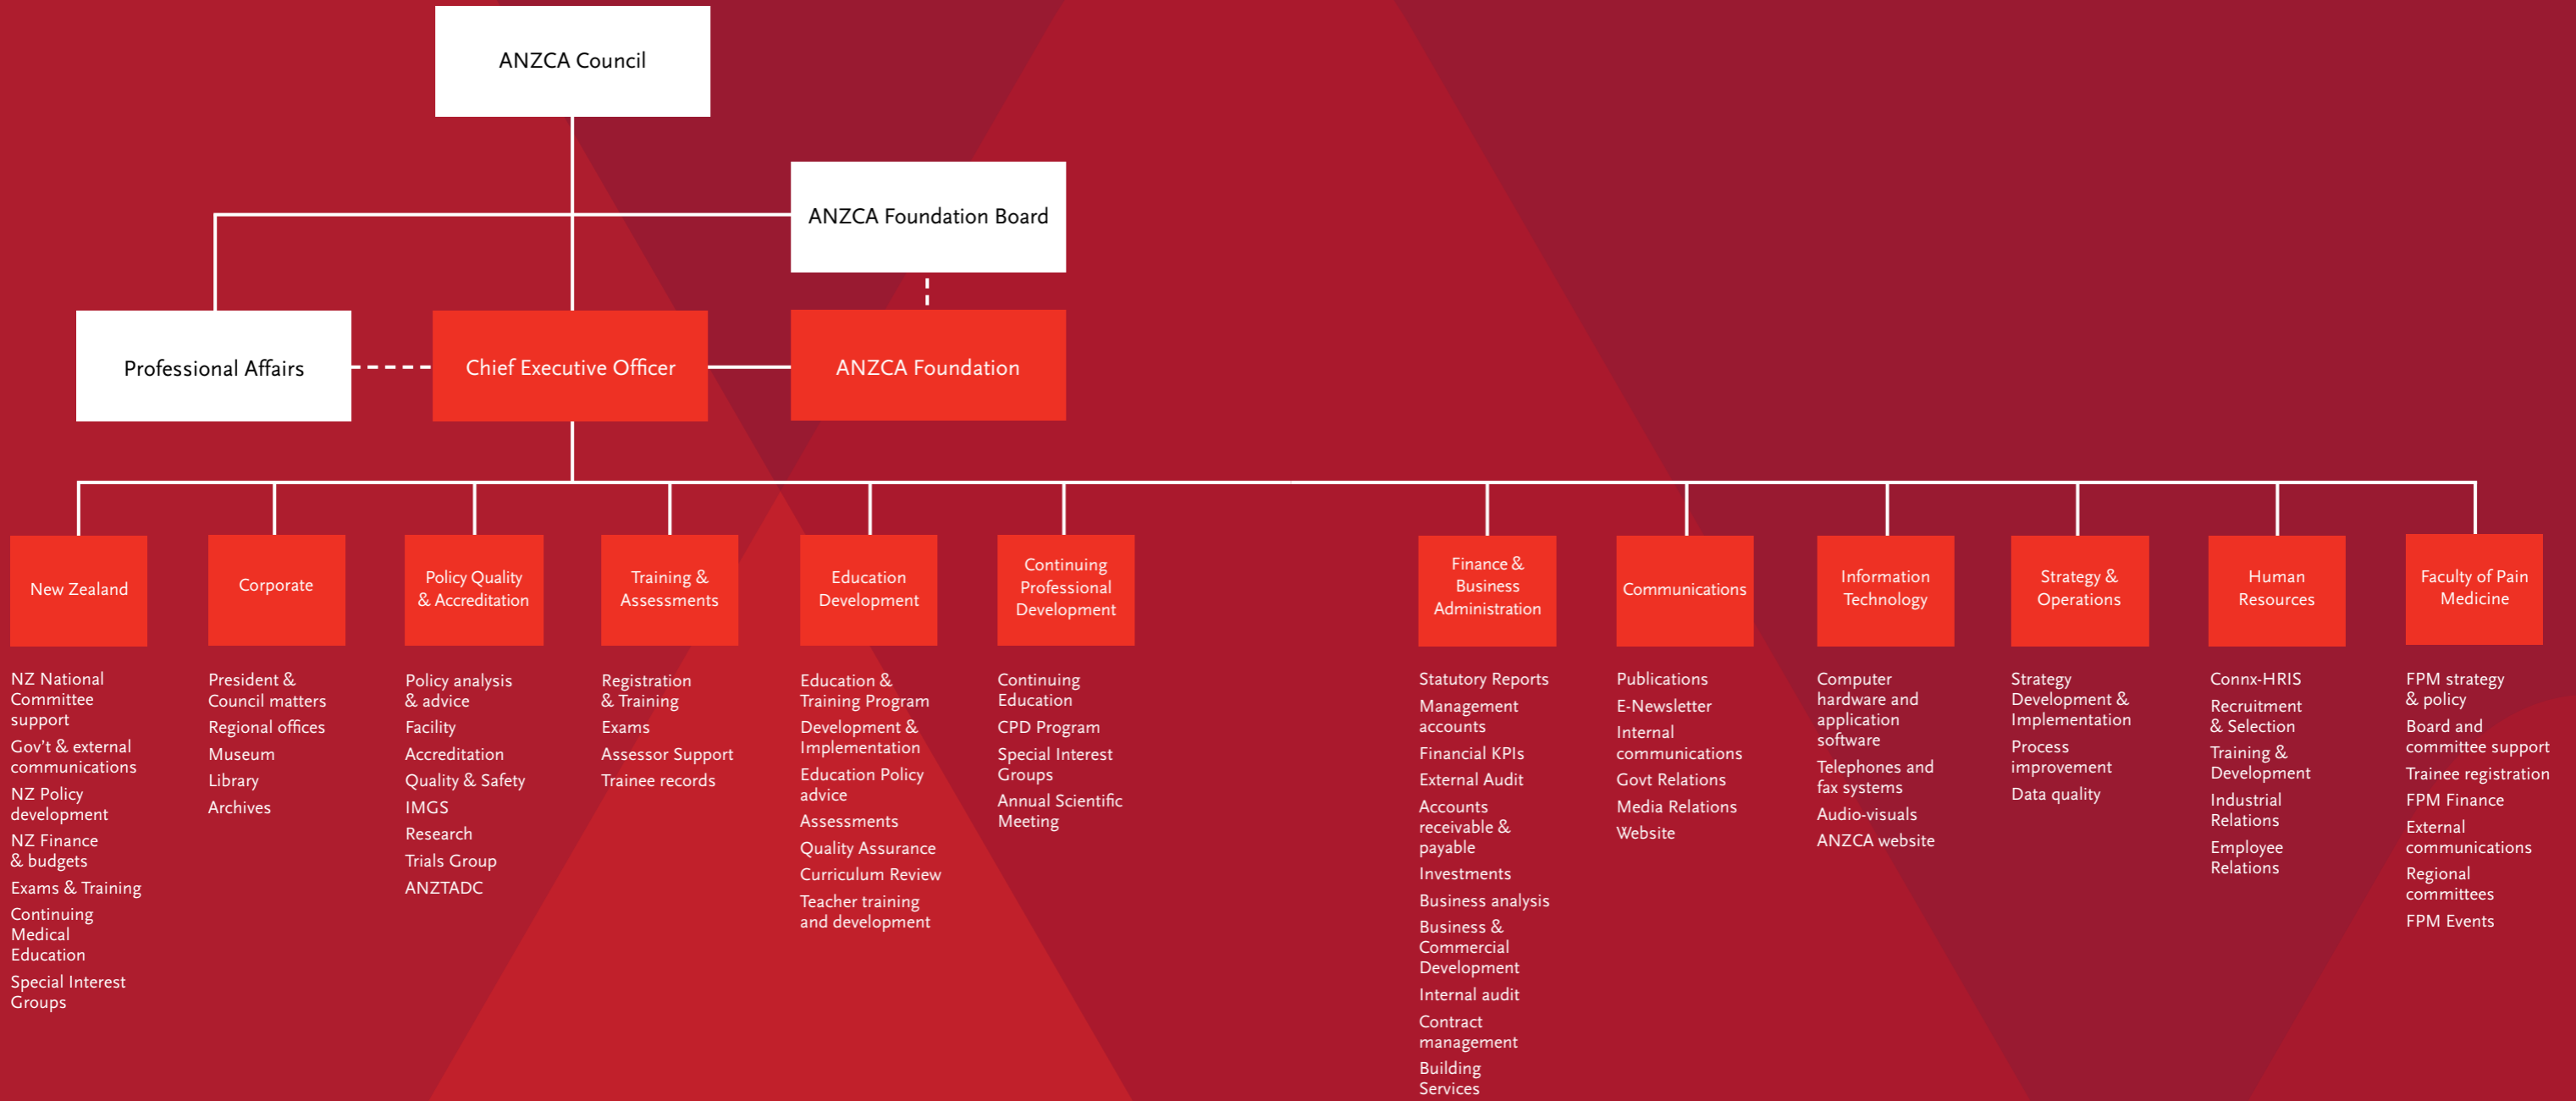 ANZCA Council
ANZCA Foundation Board
Professional Affairs
Chief Executive Officer
ANZCA Foundation
New Zealand
NZ National
Committee
support
Gov't & external
communications
NZ Policy
development
NZ Finance
& budgets
Exams & Training
Continuing
Medical
Education
Special Interest
Groups
Corporate
President &
Council matters
Regional offices
Museum
Library
Archives
Policy Quality
& Accreditation
Policy analysis
& advice
Facility
Accreditation
Quality & Safety
IMGS
Research
Trials Group
ANZTADC
Training &
Assessments
Registration
& Training
Exams
Assessor Support
Trainee records
Education
Development
Education &
Training Program
Development &
Implementation
Education Policy
advice
Assessments
Quality Assurance
Curriculum Review
Teacher training
and development
Continuing
Professional
Development
Continuing
Education
CPD Program
Special Interest
Groups
Annual Scientific
Meeting
Finance &
Business
Administration
Statutory Reports
Management
accounts
Financial KPIs
External Audit
Accounts
receivable &
payable
Investments
Business analysis
Business &
Commercial
Development
Internal audit
Contract
management
Building
Services
Communications
Publications
E-Newsletter
Internal
communications
Govt Relations
Media Relations
Website
Information
Technology
Computer
hardware and
application
software
Telephones and
fax systems
Audio-visuals
ANZCA website
Strategy &
Operations
Strategy
Development &
Implementation
Process
improvement
Data quality
Human
Resources
Connx-HRIS
Recruitment
& Selection
Training &
Development
Industrial
Relations
Employee
Relations
Faculty of Pain
Medicine
FPM strategy
& policy
Board and
committee support
Trainee registration
FPM Finance
External
communications
Regional
committees
FPM Events